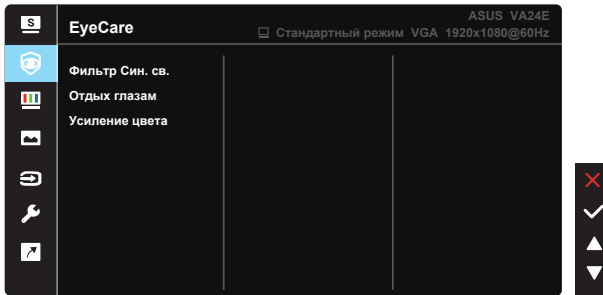 S
EyeCare
ASUS VA24E
Стандартный режим VGA 1920x1080@60Hz
Фильтр Син. св.
Отдых глазам
Усиление цвета